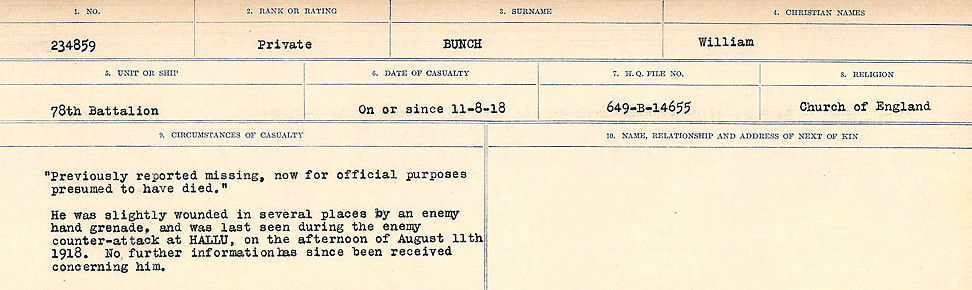 1. NO. 2. RANK OR RATING 3. SURNAME 4. CHRISTIAN NAMES
234859 Private BUNCH William
5. UNIT OR SHIP 6. DATE OF CASUALTY 7. H. Q. FILE NO. 8. RELIGION
78th Battalion On or since 11-8-18 649-B-14655 Church of England
9. CIRCUMSTANCES OF CASUALTY 10. NAME, RELATIONSHIP AND ADDRESS OF NEXT OF KIN
"Previously reported missing, now for official purposes
presumed to have died."
He was slightly wounded in several places by an enemy
hand grenade, and was last seen during the enemy
counter-attack at HALLU, on the afternoon of August 11th
1918. No further informationhas since been received
concerning him.